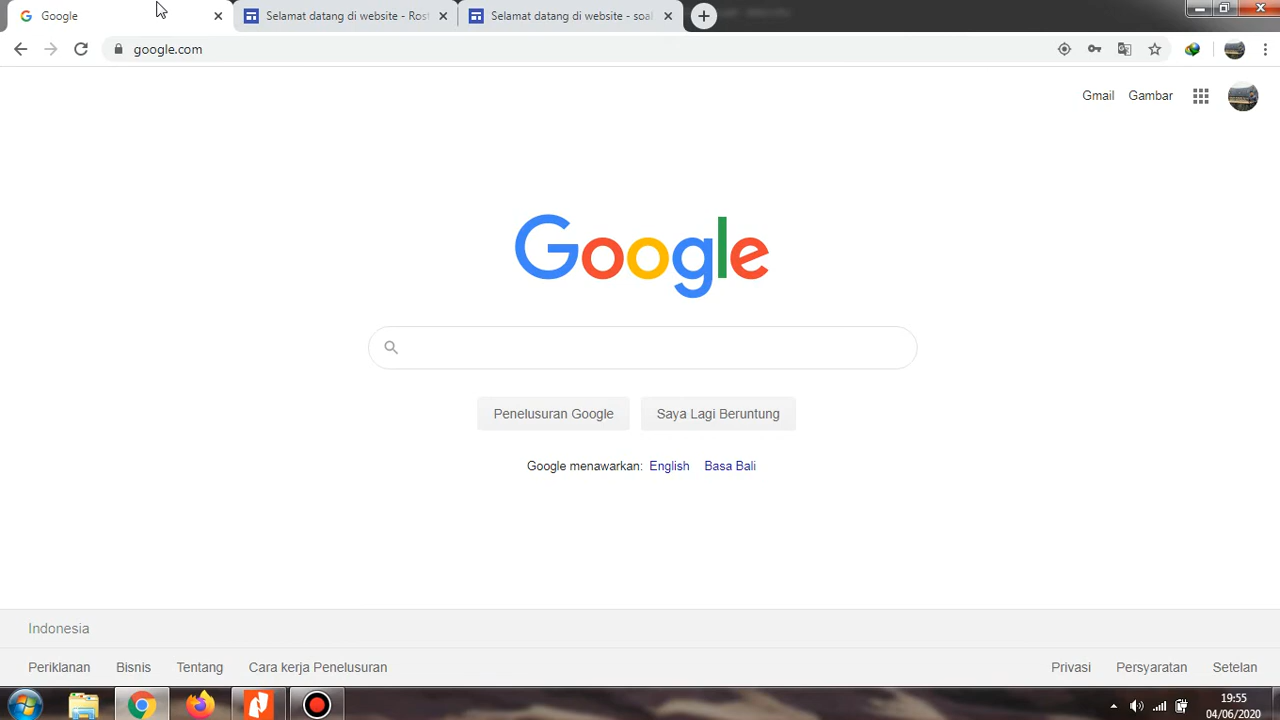 Google
Selamat datang di website - Ros
Selamat datang di website - soal
google.com
Gmail
Gambar
Google
Penelusuran Google
Saya Lagi Beruntung
Google menawarkan: English Basa Bali
Indonesia
Periklanan
Bisnis
Tentang
Cara kerja Penelusuran
Privasi
Persyaratan
Setelan
19:55
04/06/2020